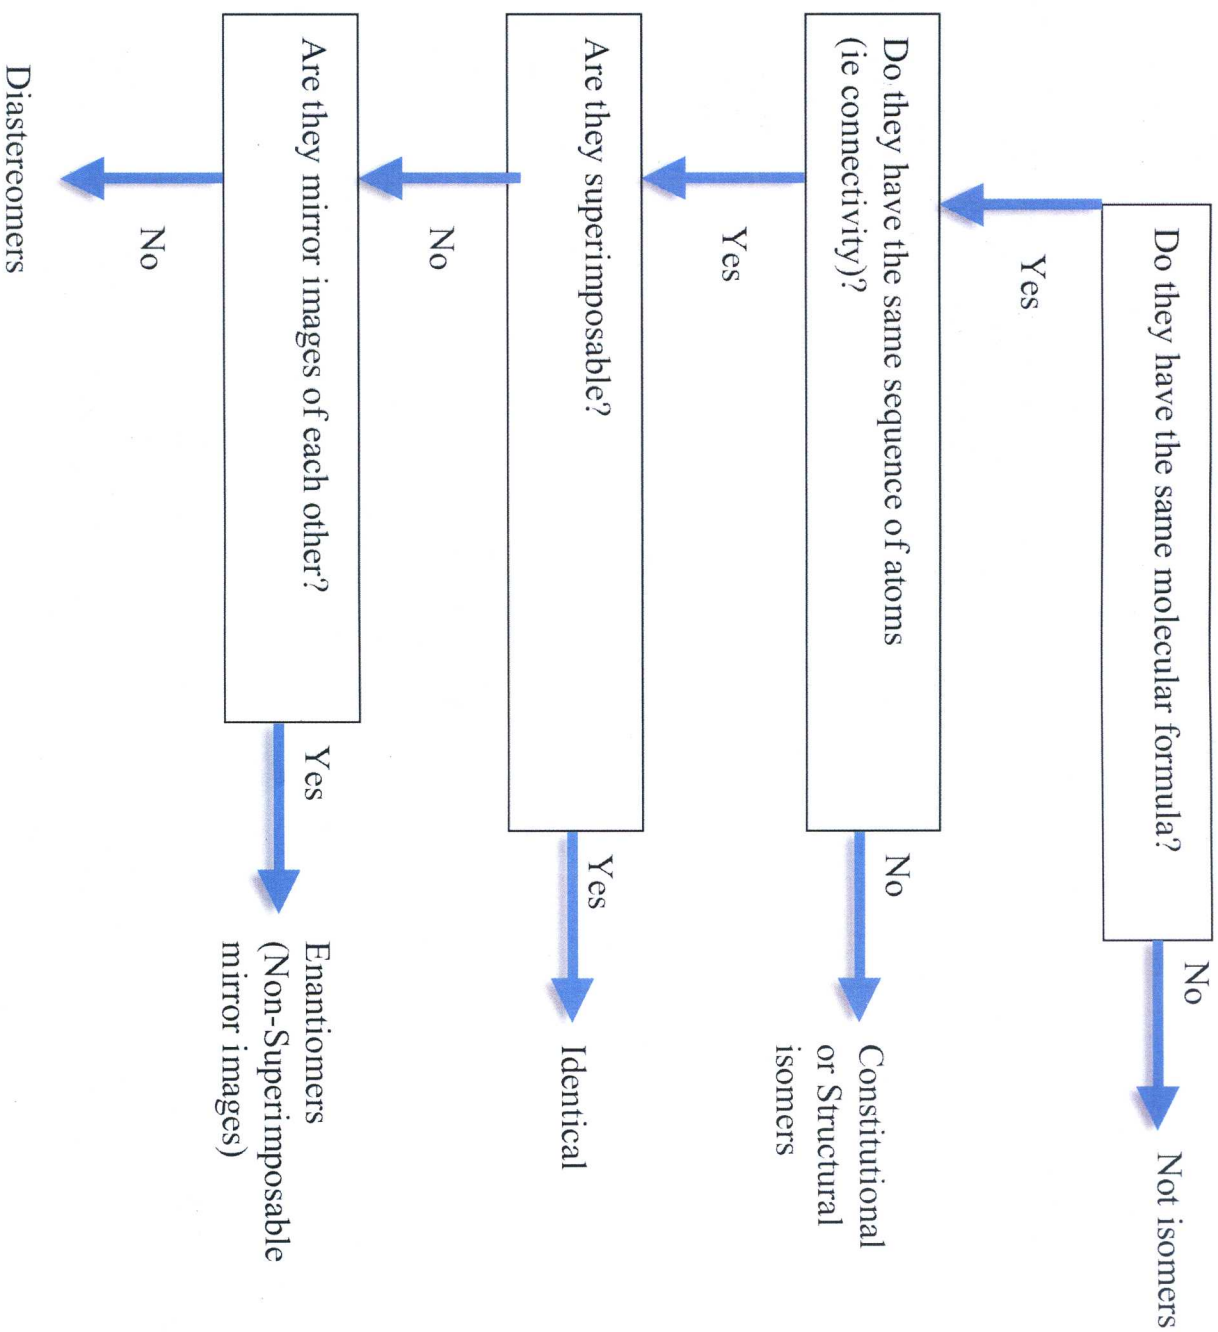 Do they have the same molecular formula?
No
Not isomers
Yes
Do they have the same sequence of atoms
(ie connectivity)?
No
Constitutional
or Structural
isomers
Yes
Are they superimposable?
Yes
Identical
No
Are they mirror images of each other?
Yes
Enantiomers
(Non-Superimposable
mirror images)
No
Diastereomers